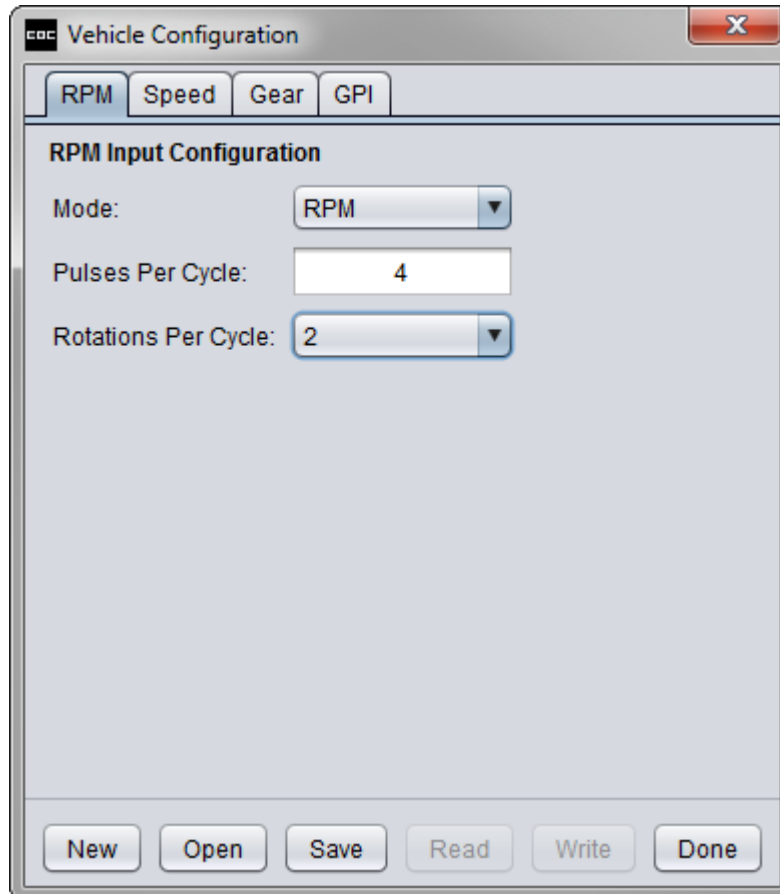 CDC Vehicle Configuration X
RPM Speed Gear GPI
RPM Input Configuration
Mode: RPM
Pulses Per Cycle: 4
Rotations Per Cycle: 2
New Open Save Read Write Done